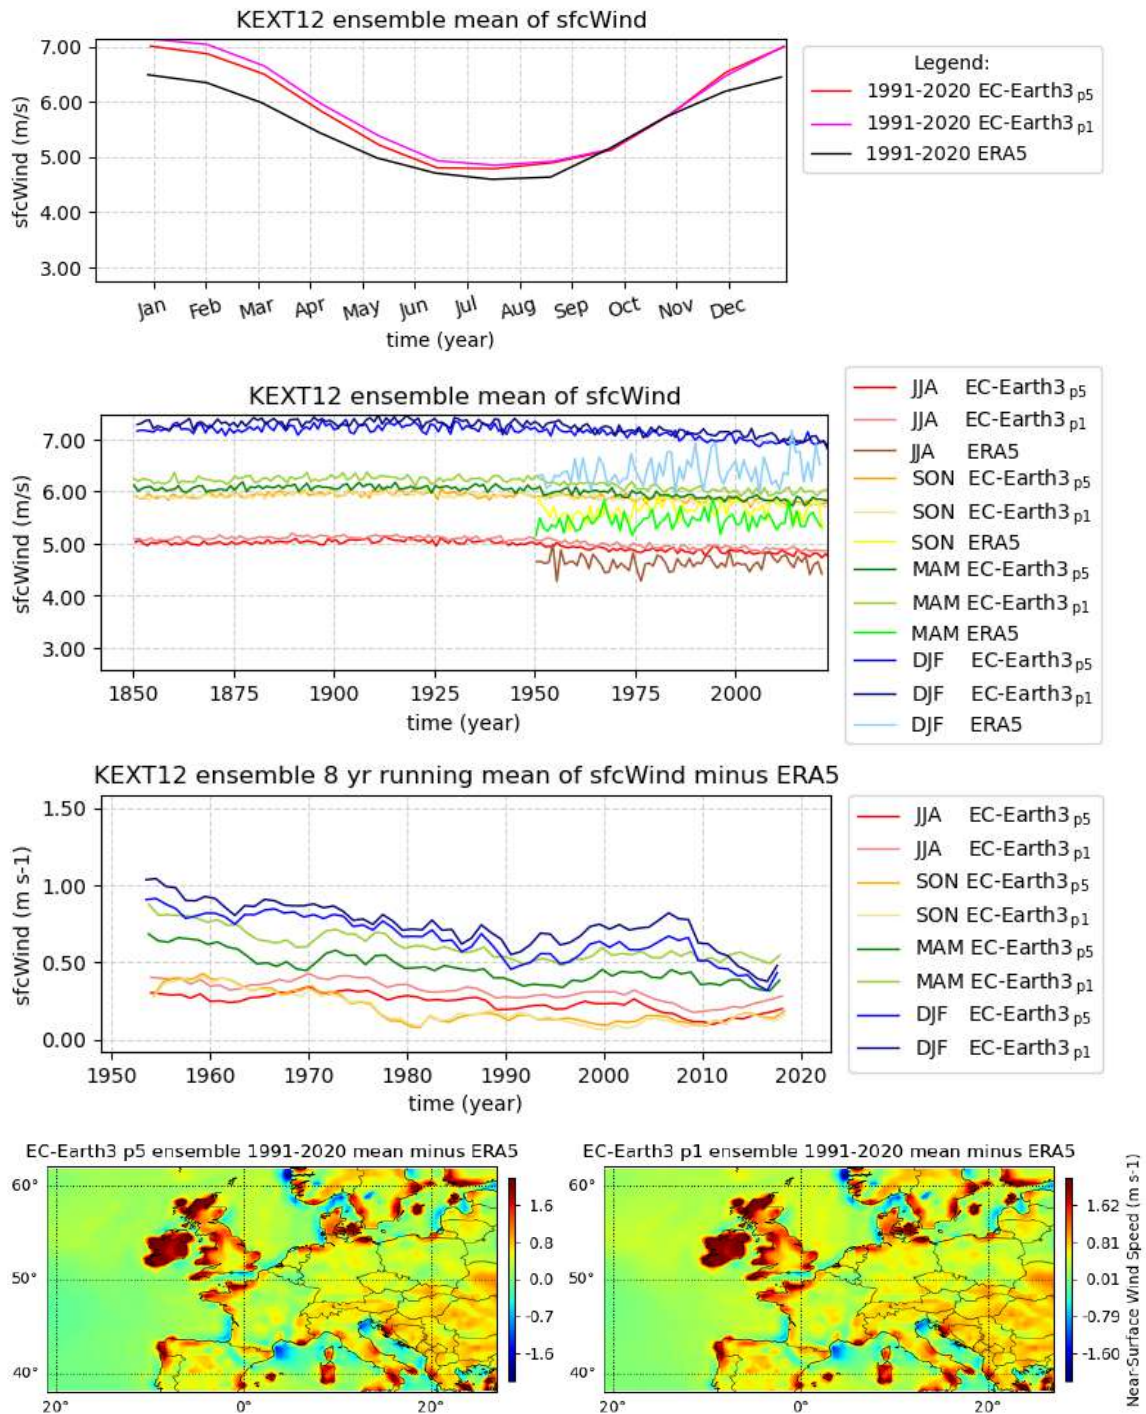 KEXT12 ensemble mean of sfcWind
7.00
6.00
5.00
4.00
3.00
sfcWind (m/s)
Jan Feb Mar Apr May Jun Jul Aug Sep Oct Nov Dec
time (year)
Legend:
1991-2020 EC-Earth3 p5
1991-2020 EC-Earth3 p1
1991-2020 ERA5
KEXT12 ensemble mean of sfcWind
7.00
6.00
5.00
4.00
3.00
sfcWind (m/s)
1850 1875 1900 1925 1950 1975 2000
time (year)
JJA EC-Earth3 p5
JJA EC-Earth3 p1
JJA ERA5
SON EC-Earth3 p5
SON EC-Earth3 p1
SON ERA5
MAM EC-Earth3 p5
MAM EC-Earth3 p1
MAM ERA5
DJF EC-Earth3 p5
DJF EC-Earth3 p1
DJF ERA5
KEXT12 ensemble 8 yr running mean of sfcWind minus ERA5
1.50
1.00
0.50
0.00
sfcWind (m s-1)
1950 1960 1970 1980 1990 2000 2010 2020
time (year)
JJA EC-Earth3 p5
JJA EC-Earth3 p1
SON EC-Earth3 p5
SON EC-Earth3 p1
MAM EC-Earth3 p5
MAM EC-Earth3 p1
DJF EC-Earth3 p5
DJF EC-Earth3 p1
EC-Earth3 p5 ensemble 1991-2020 mean minus ERA5
60°
50°
40°
20° 0° 20°
1.6
0.8
0.0
-0.7
-1.6
EC-Earth3 p1 ensemble 1991-2020 mean minus ERA5
60°
50°
40°
20° 0° 20°
1.62
0.81
0.01
-0.79
-1.60
Near-Surface Wind Speed (m s-1)